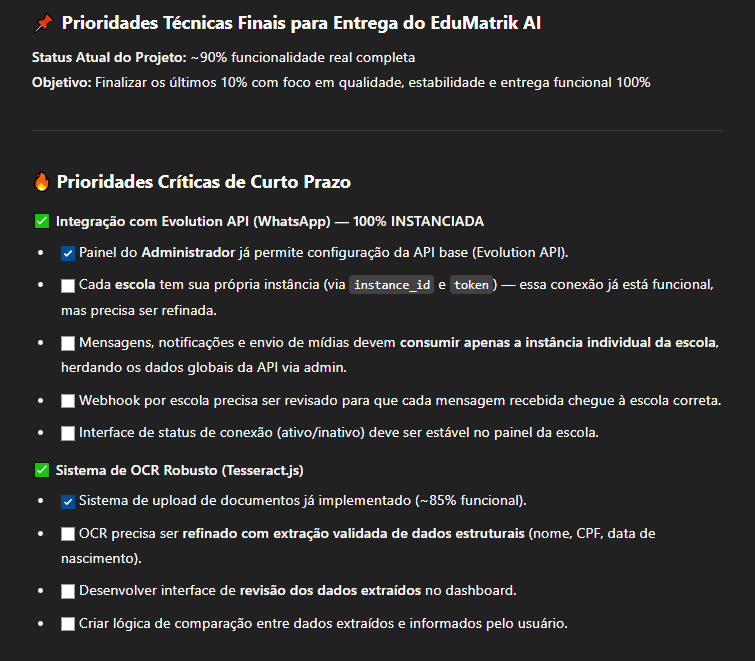 📌 Prioridades Técnicas Finais para Entrega do EduMatrik AI
Status Atual do Projeto: ~90% funcionalidade real completa
Objetivo: Finalizar os últimos 10% com foco em qualidade, estabilidade e entrega funcional 100%
🔥 Prioridades Críticas de Curto Prazo
✅ Integração com Evolution API (WhatsApp) — 100% INSTANCIADA
• ☑ Painel do Administrador já permite configuração da API base (Evolution API).
• ☐ Cada escola tem sua própria instância (via instance_id e token) — essa conexão já está funcional,
mas precisa ser refinada.
• ☐ Mensagens, notificações e envio de mídias devem consumir apenas a instância individual da escola,
herdando os dados globais da API via admin.
• ☐ Webhook por escola precisa ser revisado para que cada mensagem recebida chegue à escola correta.
• ☐ Interface de status de conexão (ativo/inativo) deve ser estável no painel da escola.
✅ Sistema de OCR Robusto (Tesseract.js)
• ☑ Sistema de upload de documentos já implementado (~85% funcional).
• ☐ OCR precisa ser refinado com extração validada de dados estruturais (nome, CPF, data de
nascimento).
• ☐ Desenvolver interface de revisão dos dados extraídos no dashboard.
• ☐ Criar lógica de comparação entre dados extraídos e informados pelo usuário.